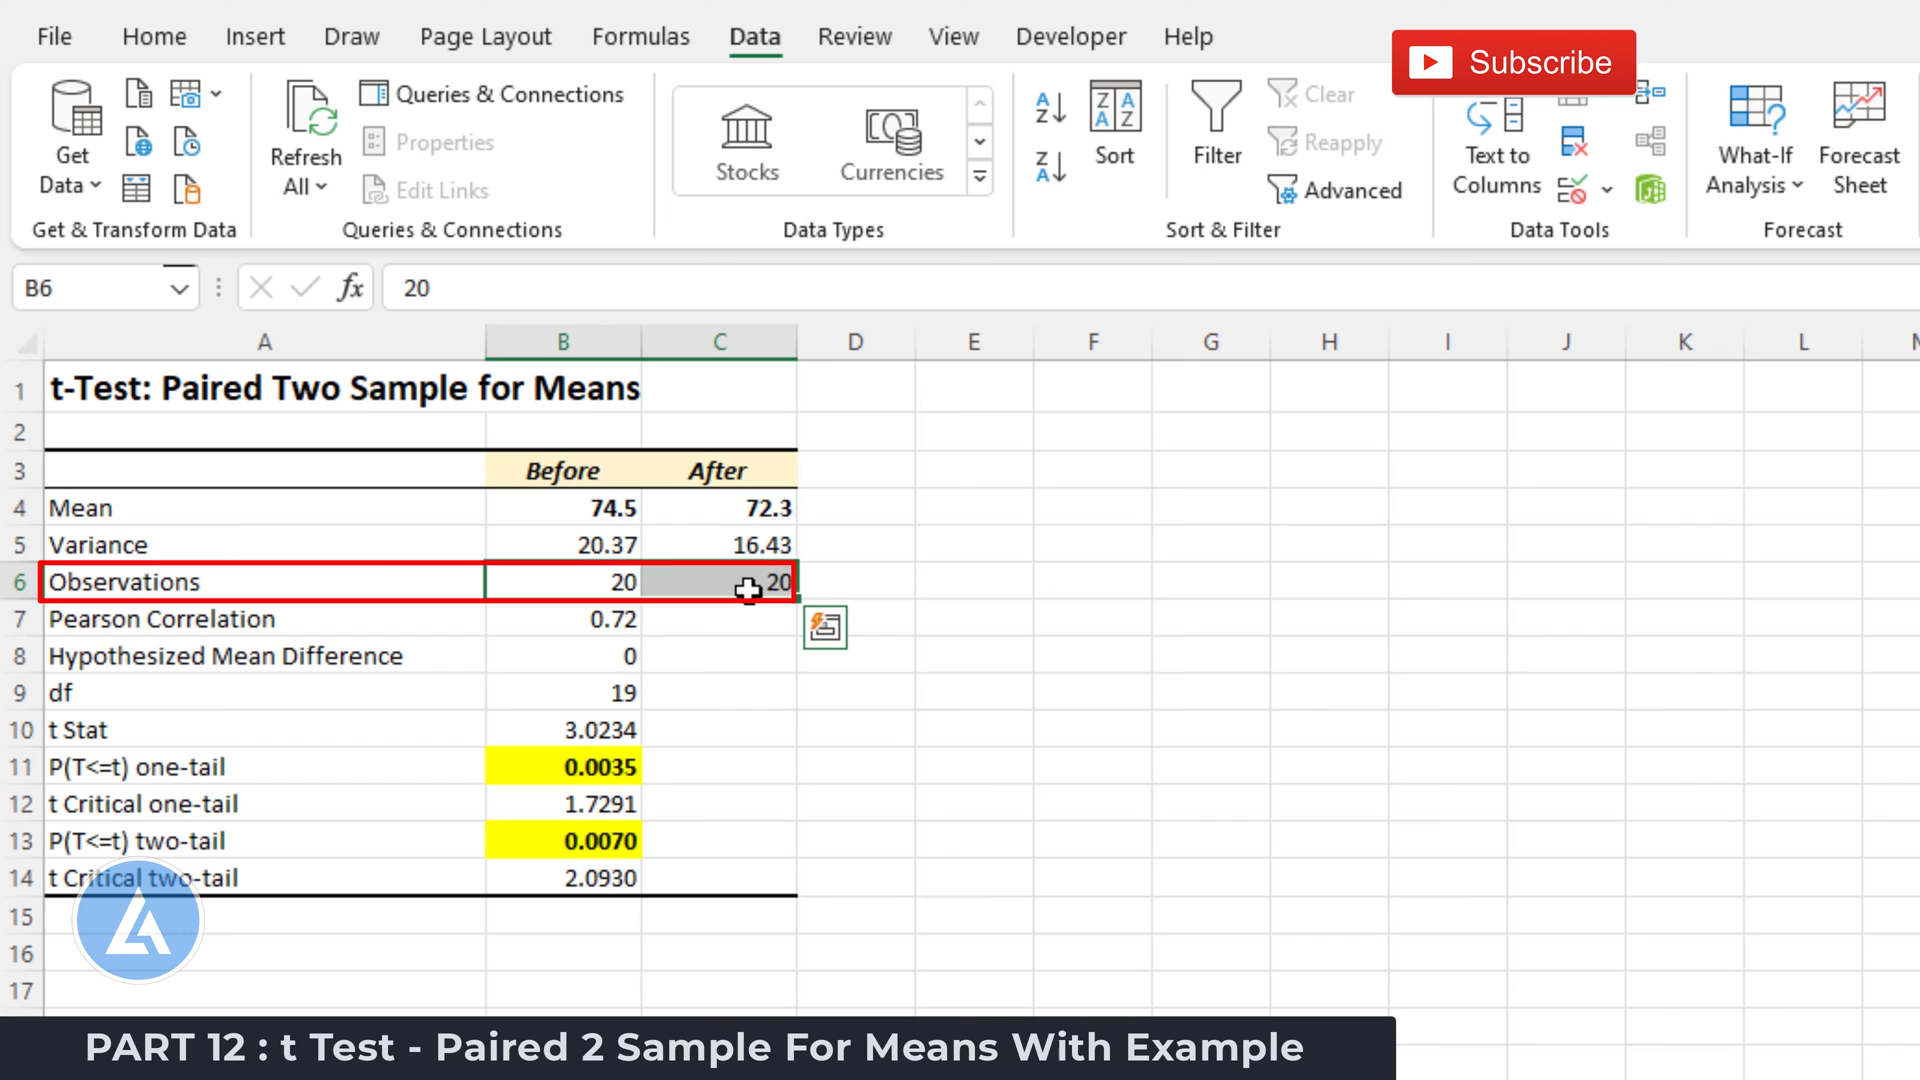 File Home Insert Draw Page Layout Formulas Data Review View Developer Help
Subscribe
Get Data
Refresh All
Queries & Connections
Properties
Edit Links
Stocks
Currencies
Sort
Filter
Clear
Reapply
Advanced
Text to Columns
What-If Analysis
Forecast Sheet
Get & Transform Data
Queries & Connections
Data Types
Sort & Filter
Data Tools
Forecast
B6 fx 20
A B C D E F G H I J K L
1 t-Test: Paired Two Sample for Means
2
3 Before After
4 Mean 74.5 72.3
5 Variance 20.37 16.43
6 Observations 20 20
7 Pearson Correlation 0.72
8 Hypothesized Mean Difference 0
9 df 19
10 t Stat 3.0234
11 P(T<=t) one-tail 0.0035
12 t Critical one-tail 1.7291
13 P(T<=t) two-tail 0.0070
14 t Critical two-tail 2.0930
15
16
17
PART 12 : t Test - Paired 2 Sample For Means With Example